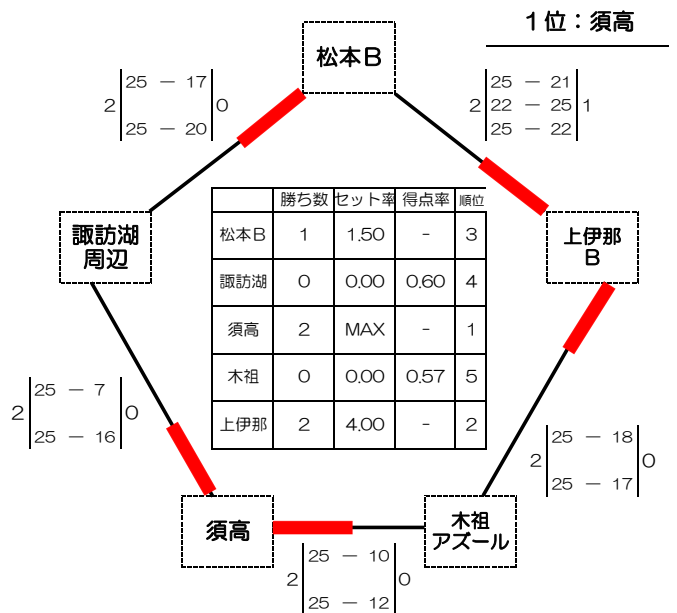 1位：須高
松本B
2 25 － 17 0
25 － 20
2 25 － 21 1
22 － 25
25 － 22
諏訪湖
周辺
上伊那
B
勝ち数 セット率 得点率 順位
松本B 1 1.50 - 3
諏訪湖 0 0.00 0.60 4
須高 2 MAX - 1
木祖 0 0.00 0.57 5
上伊那 2 4.00 - 2
2 25 － 7 0
25 － 16
2 25 － 18 0
25 － 17
須高
木祖
アズール
2 25 － 10 0
25 － 12